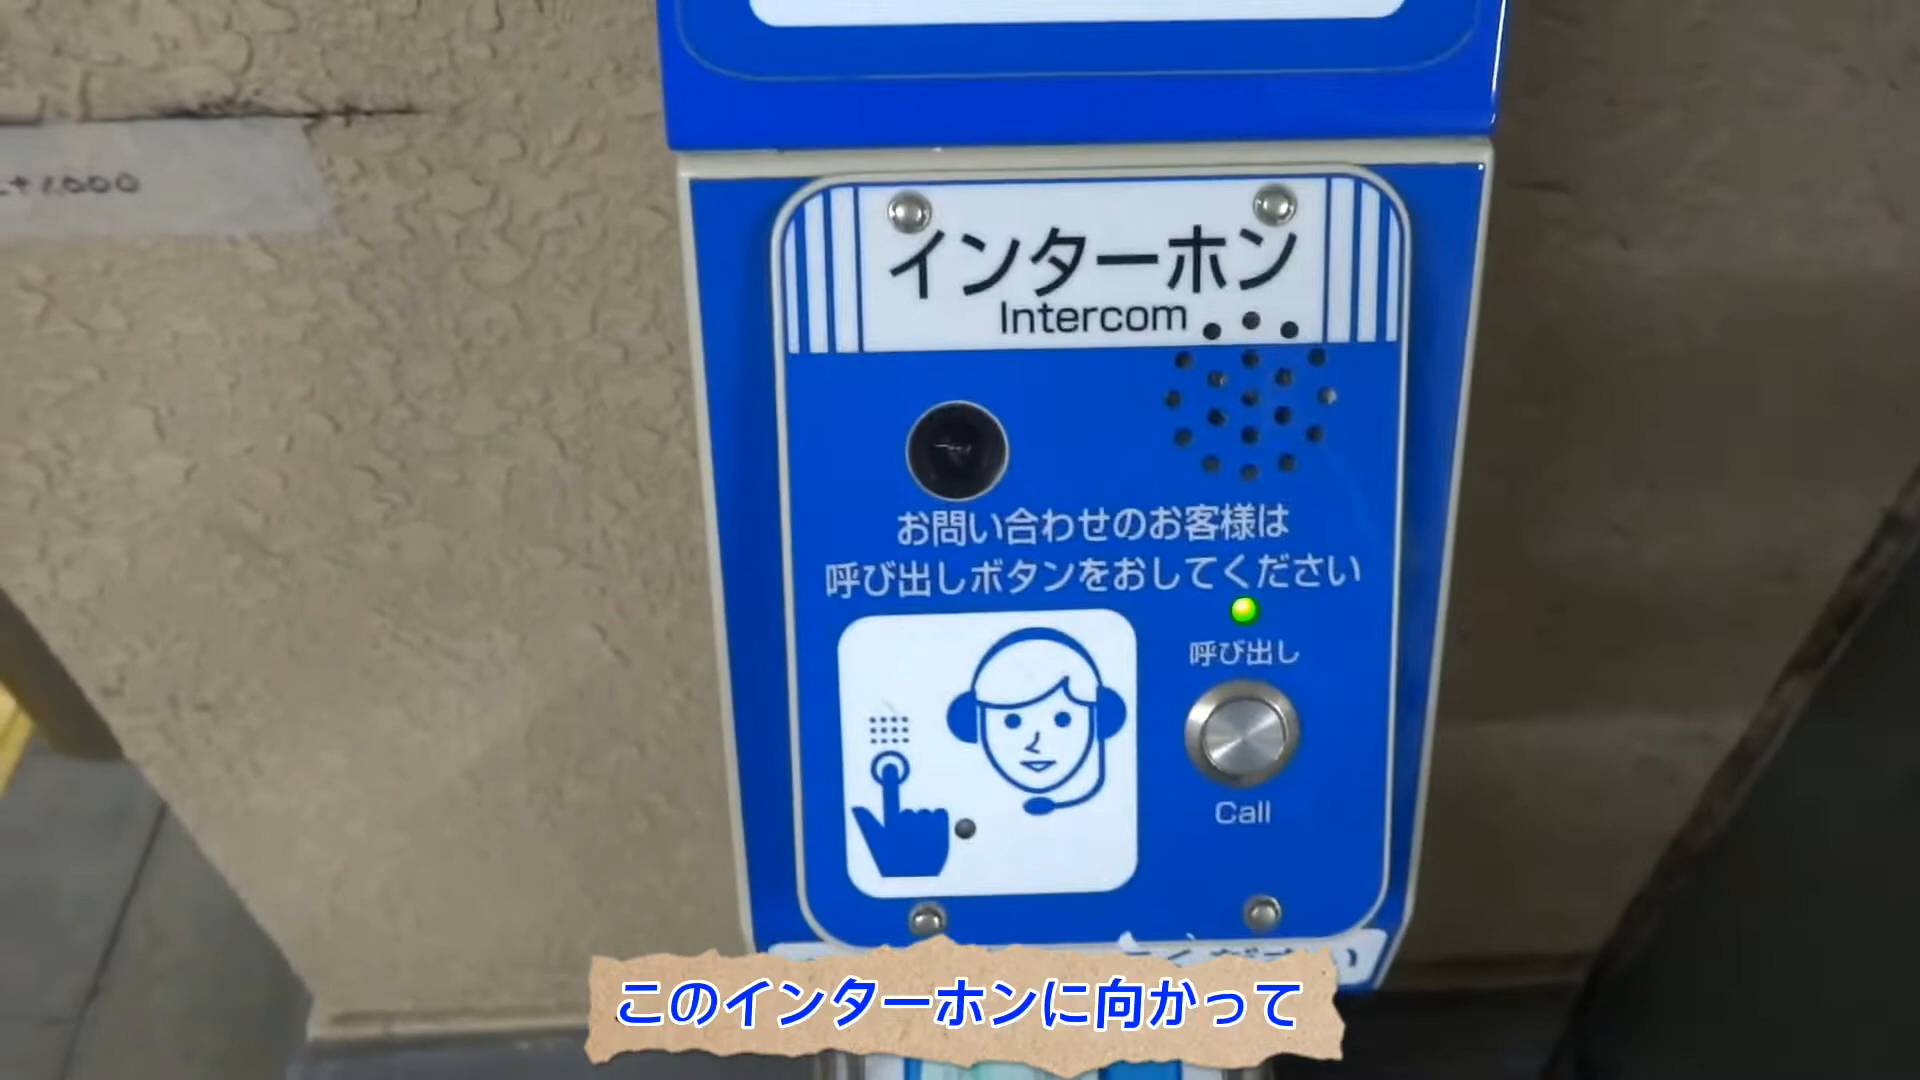 インターホン
Intercom
お問い合わせのお客様は
呼び出しボタンをおしてください
呼び出し
Call
このインターホンに向かって